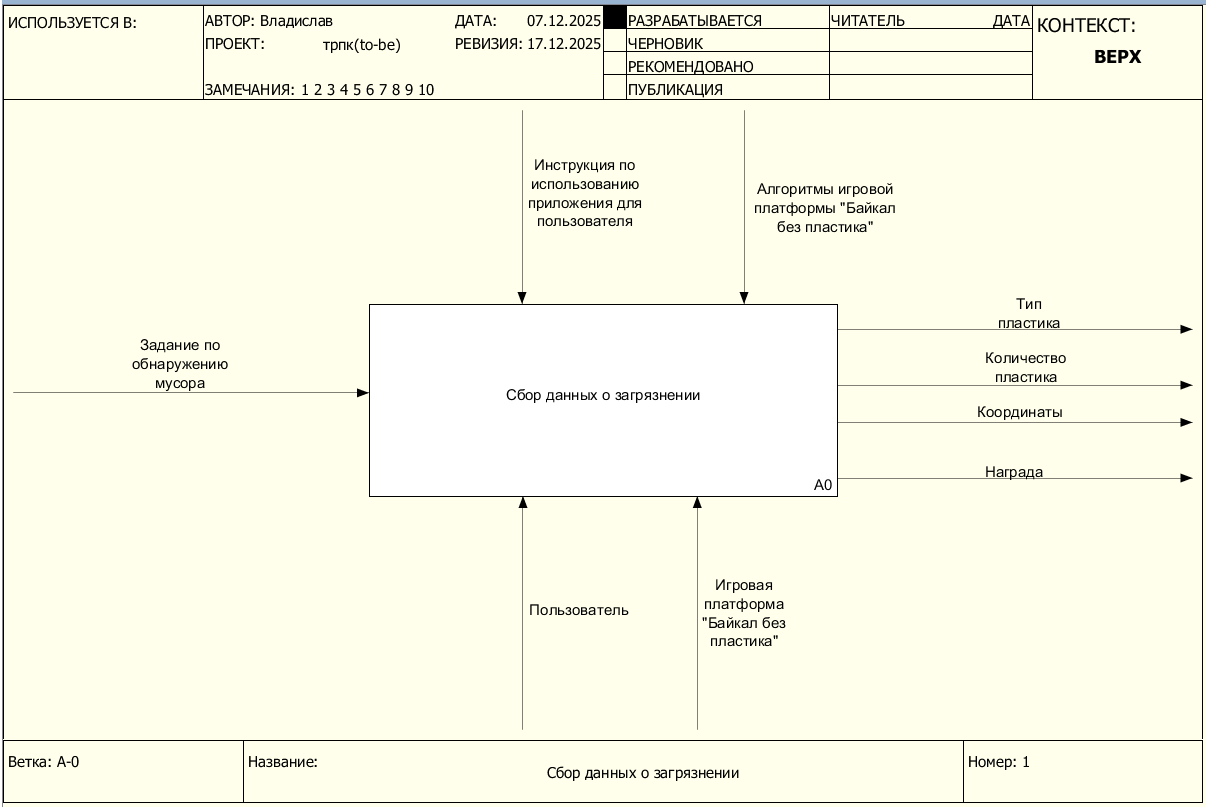 ИСПОЛЬЗУЕТСЯ В:
АВТОР: Владислав
ДАТА: 07.12.2025
ПРОЕКТ: трпк(to-be)
РЕВИЗИЯ: 17.12.2025
ЗАМЕЧАНИЯ: 1 2 3 4 5 6 7 8 9 10
РАЗРАБАТЫВАЕТСЯ
ЧЕРНОВИК
РЕКОМЕНДОВАНО
ПУБЛИКАЦИЯ
ЧИТАТЕЛЬ ДАТА
КОНТЕКСТ:
ВЕРХ
Инструкция по
использованию
приложения для
пользователя
Алгоритмы игровой
платформы "Байкал
без пластика"
Задание по
обнаружению
мусора
Сбор данных о загрязнении
A0
Тип
пластика
Количество
пластика
Координаты
Награда
Пользователь
Игровая
платформа
"Байкал без
пластика"
Ветка: A-0
Название:
Сбор данных о загрязнении
Номер: 1